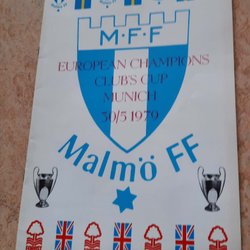 M·F·F
EUROPEAN CHAMPIONS
CLUB'S CUP
MUNICH
30/5 1979
Malmö FF